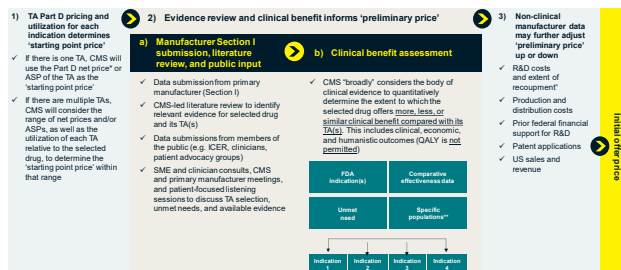 1) TA Part D pricing and
utilization for each
indication determines
‘starting point price’
✓ If there is one TA, CMS will
use the Part D net price* or
ASP of the TA as the
‘starting point price’
✓ If there are multiple TAs,
CMS will consider the
range of net prices and/or
ASPs, as well as the
utilization of each TA
relative to the selected
drug, to determine the
‘starting point price’ within
that range
2) Evidence review and clinical benefit informs ‘preliminary price’
a) Manufacturer Section I
submission, literature
review, and public input
✓ Data submission from primary
manufacturer (Section I)
✓ CMS-led literature review to identify
relevant evidence for selected drug
and its TA(s)
✓ Data submission from members of
the public (e.g. ICER, clinicians,
patient advocacy groups)
✓ SME and clinician consults, CMS
and primary manufacturer meetings,
and patient-focused listening
sessions to discuss TA selection,
unmet needs, and available evidence
b) Clinical benefit assessment
✓ CMS “broadly” considers the body of
clinical evidence to quantitatively
determine the extent to which the
selected drug offers more, less, or
similar clinical benefit compared with its
TA(s). This includes clinical, economic,
and humanistic outcomes (QALY is not
permitted)
FDA
indication(s)
Comparative
effectiveness data
Unmet
need
Specific
populations**
Indication
1
Indication
2
Indication
3
Indication
4
3) Non-clinical
manufacturer data
may further adjust
‘preliminary price’
up or down
✓ R&D costs
and extent of
recoupment†
✓ Production and
distribution costs
✓ Prior federal financial
support for R&D
✓ Patent applications
✓ US sales and
revenue
Initial offer price